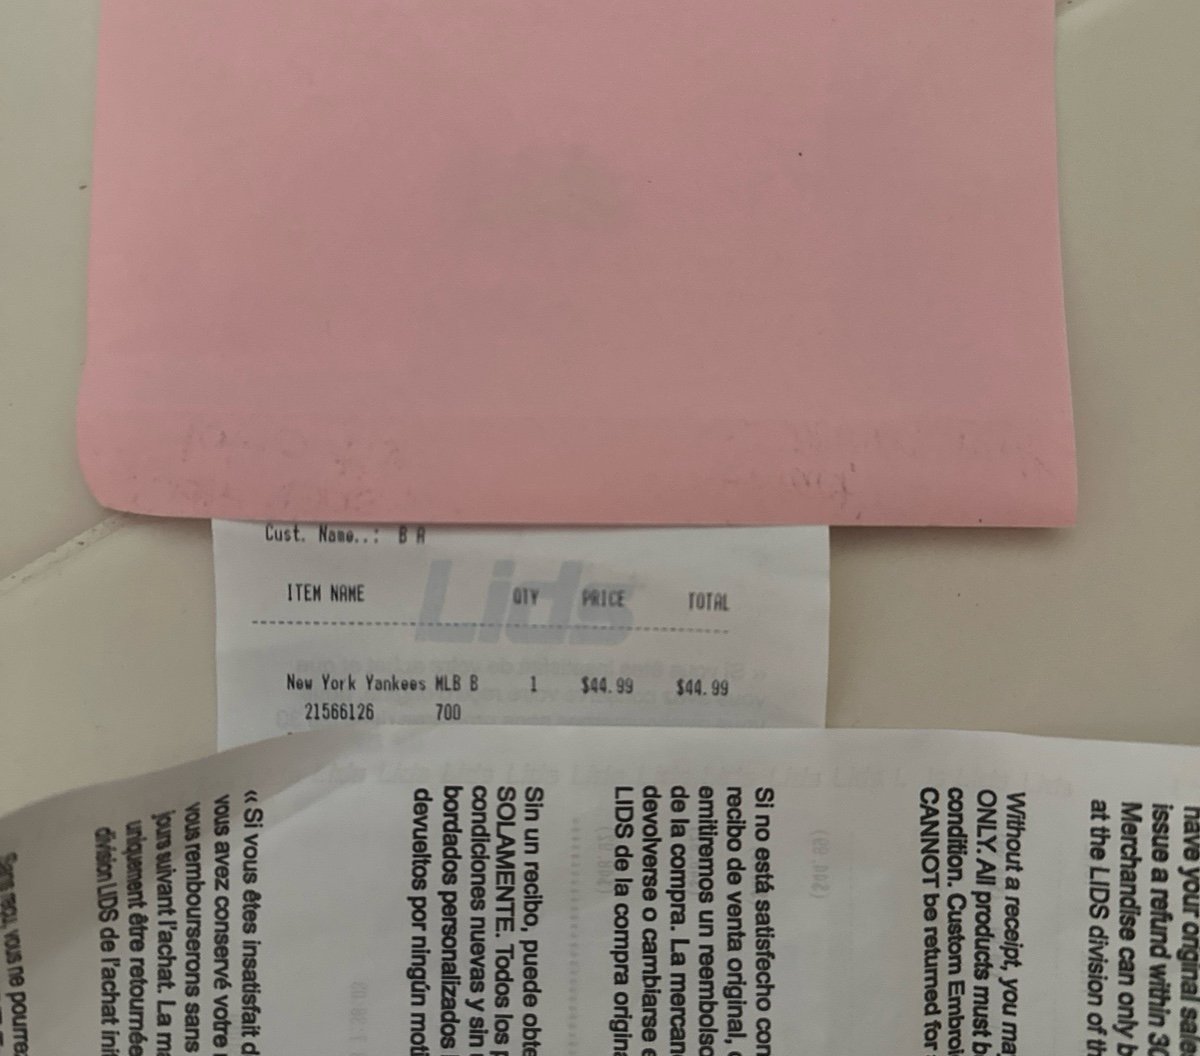 Cust. Name..: B A
Lids
ITEM NAME QTY PRICE TOTAL
New York Yankees MLB B 1 $44.99 $44.99
21566126 700
have your original sale
issue a refund within 30
Merchandise can only b
at the LIDS division of th
Without a receipt, you ma
ONLY. All products must b
condition. Custom Embroi
CANNOT be returned for
Si no está satisfecho con
recibo de venta original,
emitiremos un reembolso
de la compra. La mercan
devolverse o cambiarse e
LIDS de la compra origina
Sin un recibo, puede obte
SOLAMENTE. Todos los p
condiciones nuevas y sin
bordados personalizados
devueltos por ningún moti
« Si vous êtes insatisfait d
vous avez conservé votre
vous rembourserons sans
jours suivant l'achat. La ma
uniquement être retournée
division LIDS de l'achat init
Sans reçu, vous ne pourrez